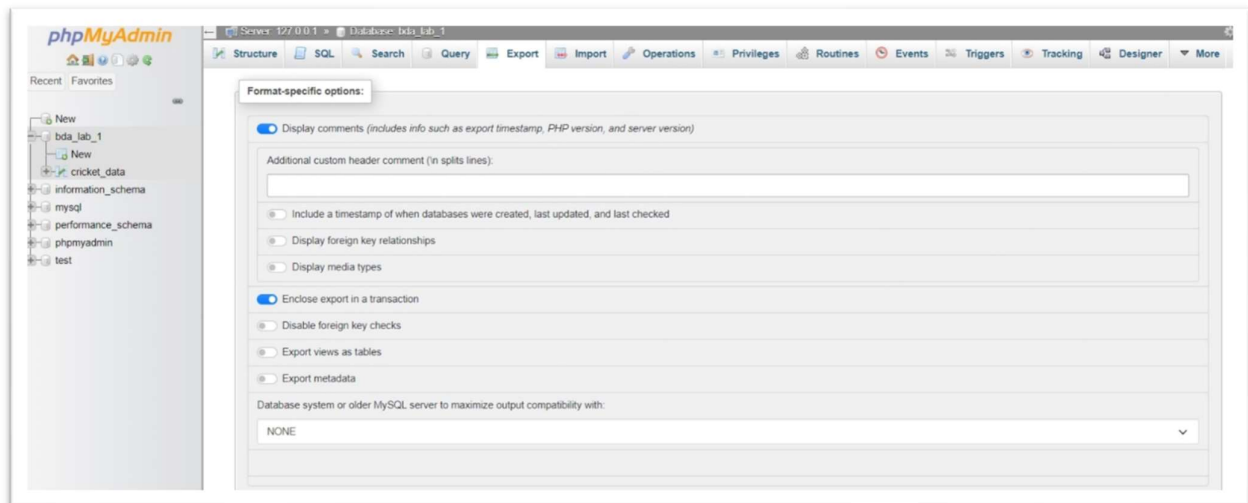 phpMyAdmin
Recent Favorites
New
bda_lab_1
New
cricket_data
information_schema
mysql
performance_schema
phpmyadmin
test
Server: 127.0.0.1 » Database: bda_lab_1
Structure SQL Search Query Export Import Operations Privileges Routines Events Triggers Tracking Designer More
Format-specific options:
Display comments (includes info such as export timestamp, PHP version, and server version)
Additional custom header comment (\n splits lines):
Include a timestamp of when databases were created, last updated, and last checked
Display foreign key relationships
Display media types
Enclose export in a transaction
Disable foreign key checks
Export views as tables
Export metadata
Database system or older MySQL server to maximize output compatibility with:
NONE